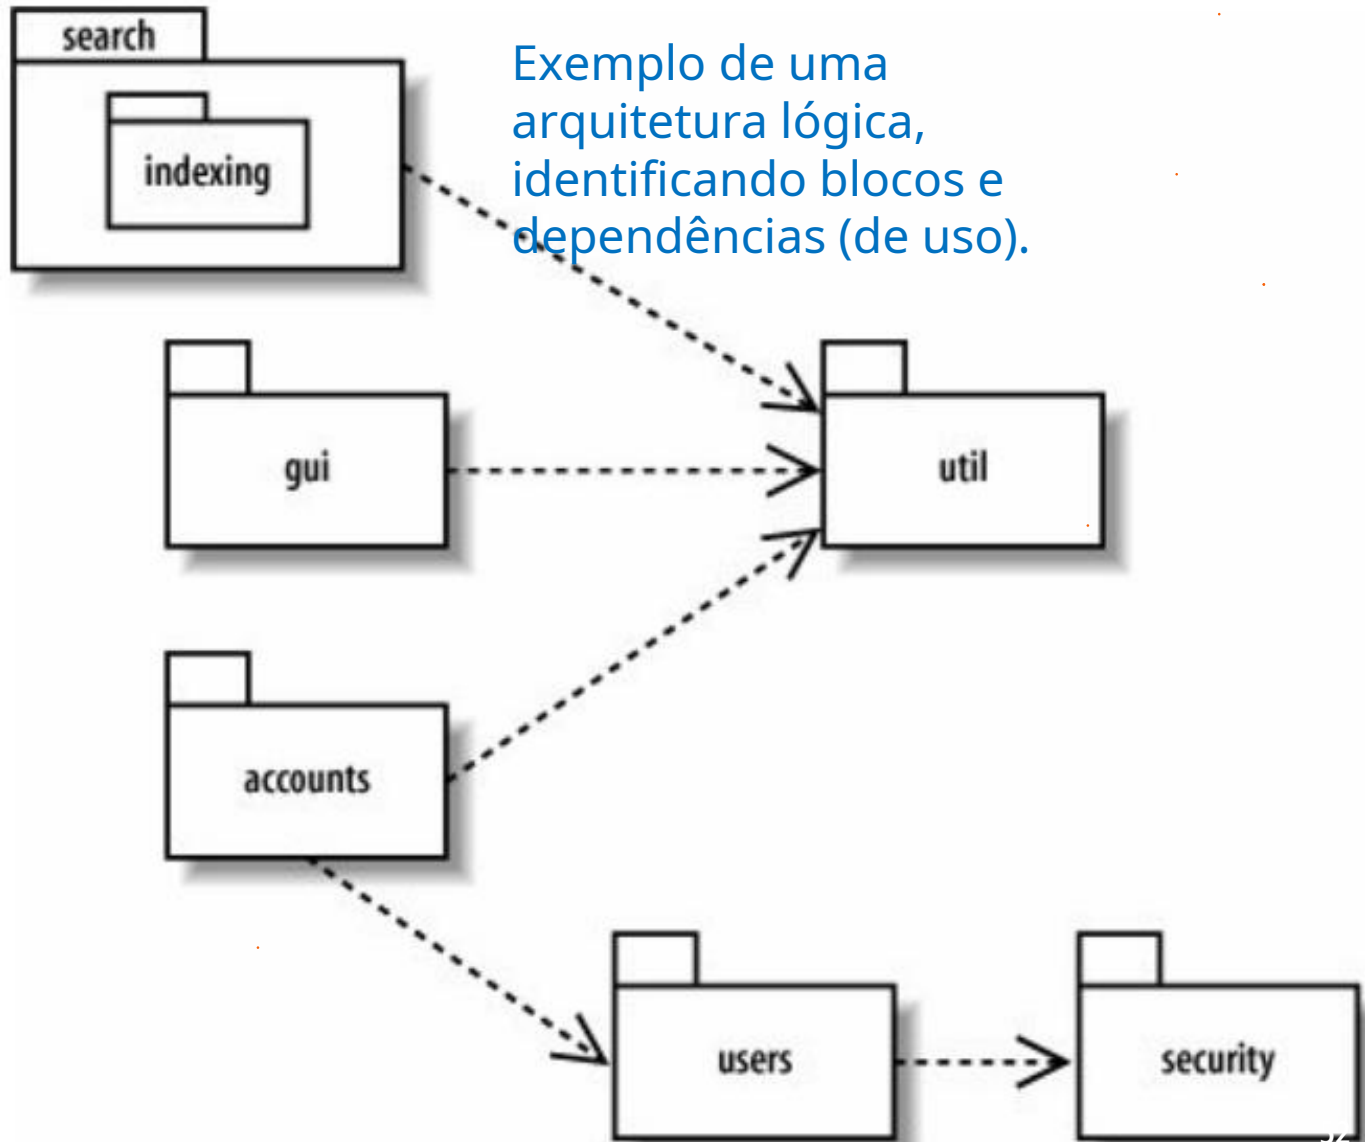 search
Exemplo de uma
arquitetura lógica,
identificando blocos e
dependências (de uso).
indexing
gui
util
accounts
users
security